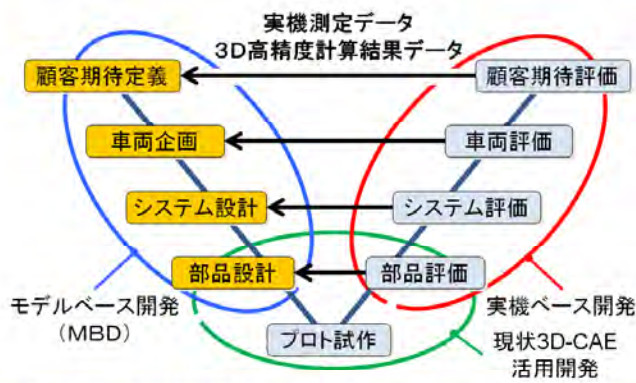 実機測定データ
3D高精度計算結果データ
顧客期待定義
顧客期待評価
車両企画
車両評価
システム設計
システム評価
部品設計
部品評価
モデルベース開発
(MBD)
プロト試作
実機ベース開発
現状3D-CAE
活用開発